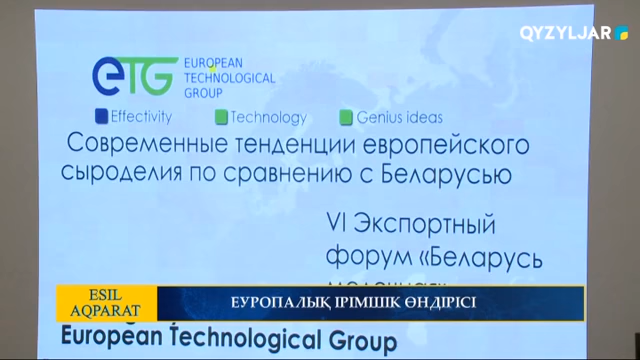 QYZYLJAR
eTG EUROPEAN
TECHNOLOGICAL
GROUP
Effectivity Technology Genius ideas
Современные тенденции европейского
сыроделия по сравнению с Беларусью
VI Экспортный
форум «Беларусь
ESIL
AQPARAT
ЕУРОПАЛЫҚ ІРІМШІК ӨНДІРІСІ
European Technological Group